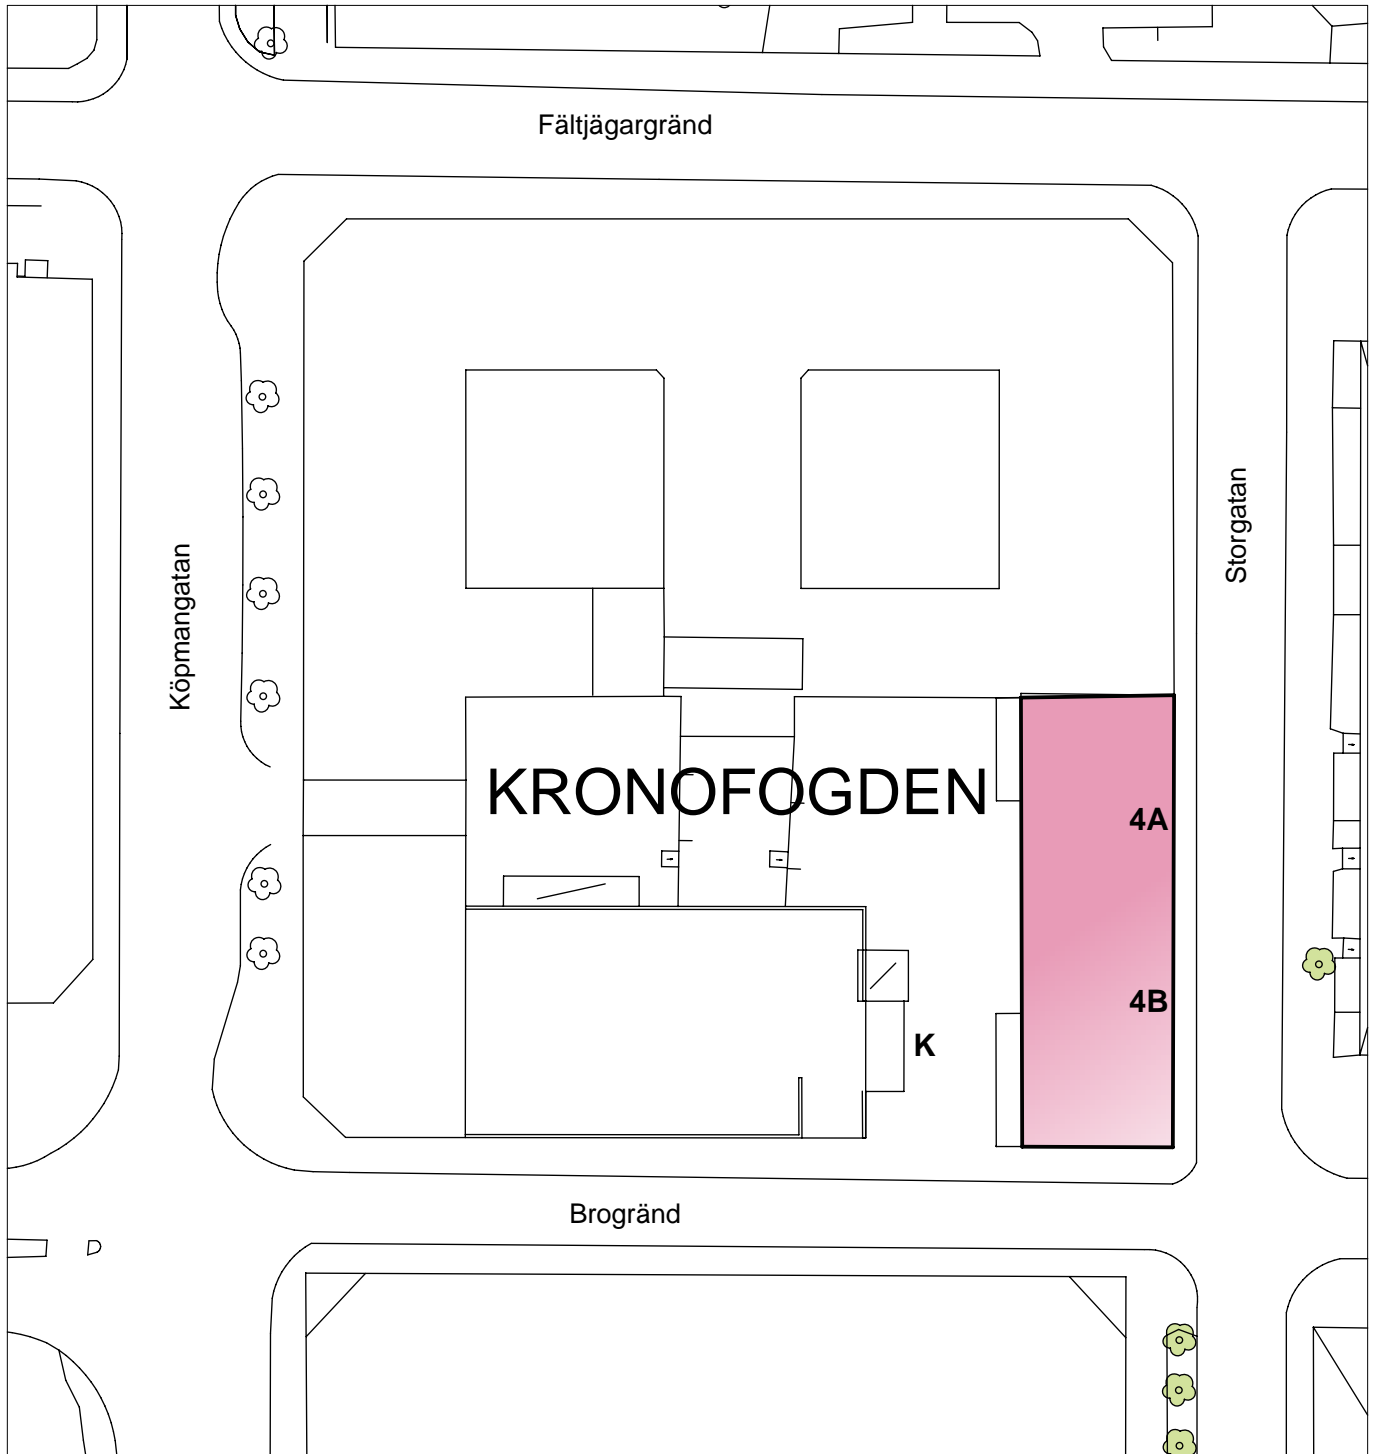 Fältjägargränd
Storgatan
Köpmangatan
KRONOFOGDEN
4A
4B
K
Brogränd